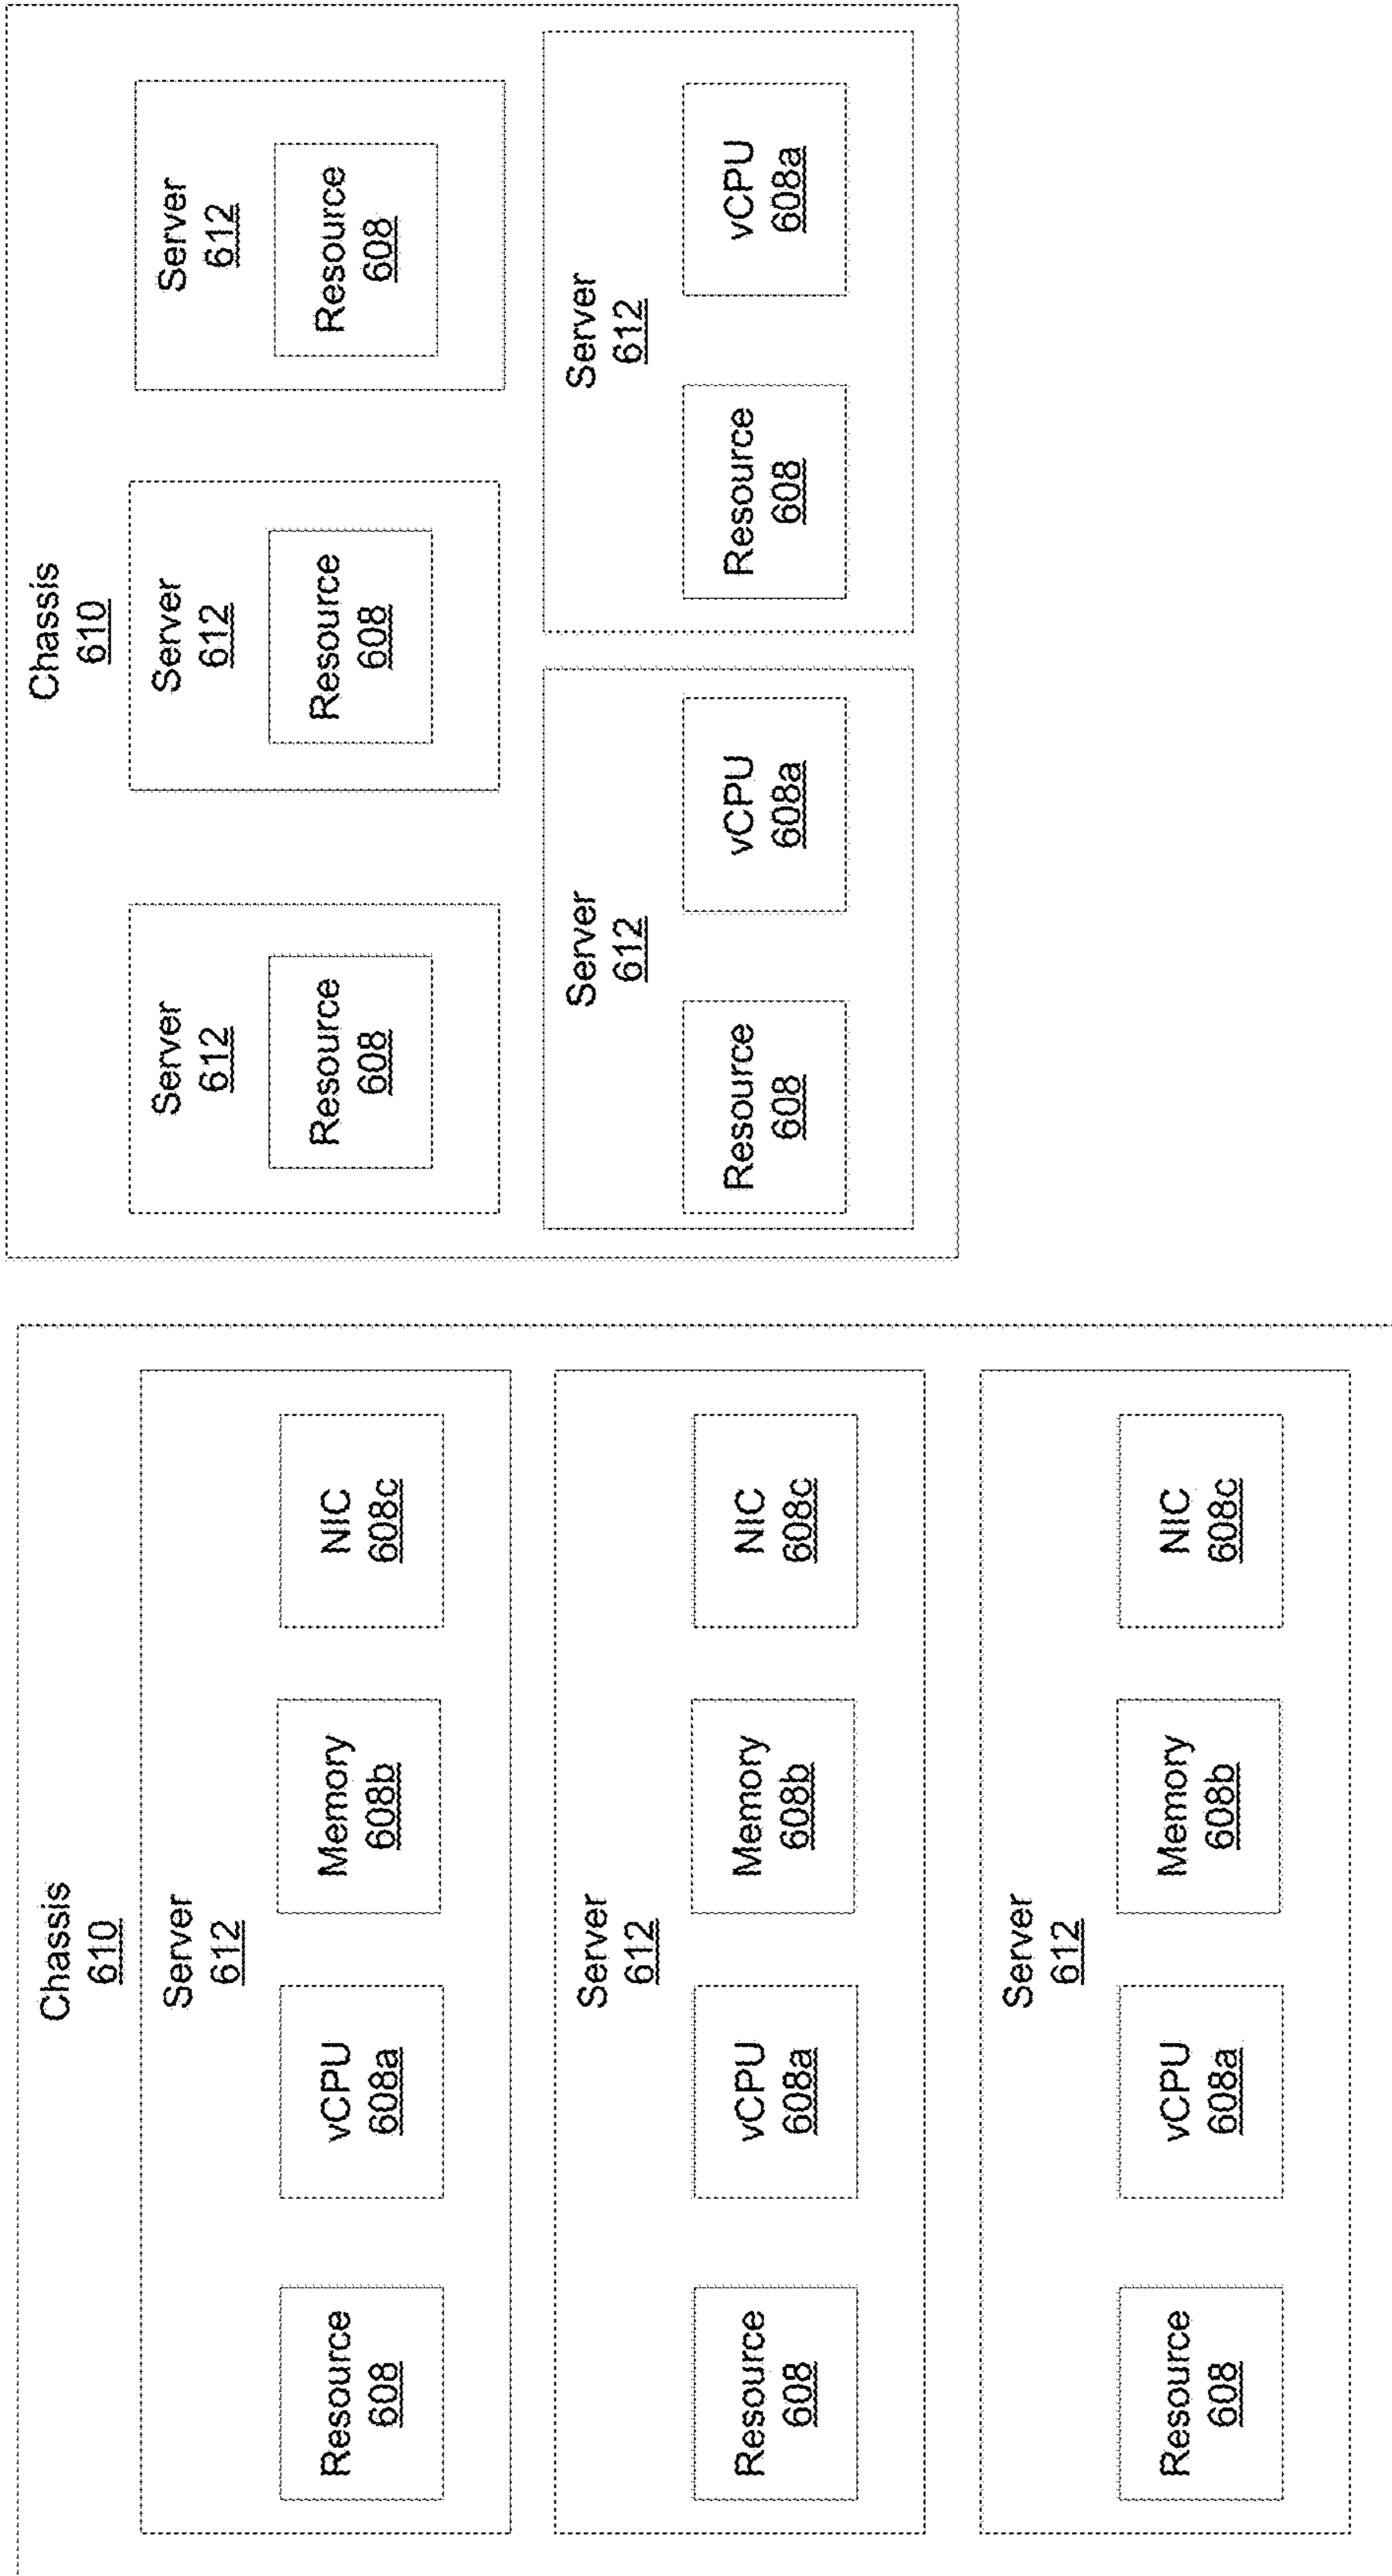 Chassis
610
Server
612
Resource
608
vCPU
608a
Memory
608b
NIC
608c
Server
612
Resource
608
vCPU
608a
Memory
608b
NIC
608c
Server
612
Resource
608
vCPU
608a
Memory
608b
NIC
608c
Chassis
610
Server
612
Resource
608
Server
612
Resource
608
Server
612
Resource
608
Server
612
Resource
608
vCPU
608a
Server
612
Resource
608
vCPU
608a